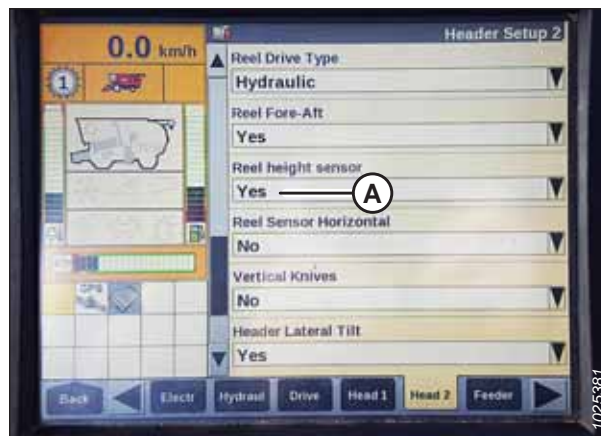 0.0 km/h
Header Setup 2
1
Reel Drive Type
Hydraulic
Reel Fore-Aft
Yes
Reel height sensor
Yes
A
Reel Sensor Horizontal
No
Vertical Knives
No
Header Lateral Tilt
Yes
Back
Electr
Hydraul
Drive
Head 1
Head 2
Feeder
1025381